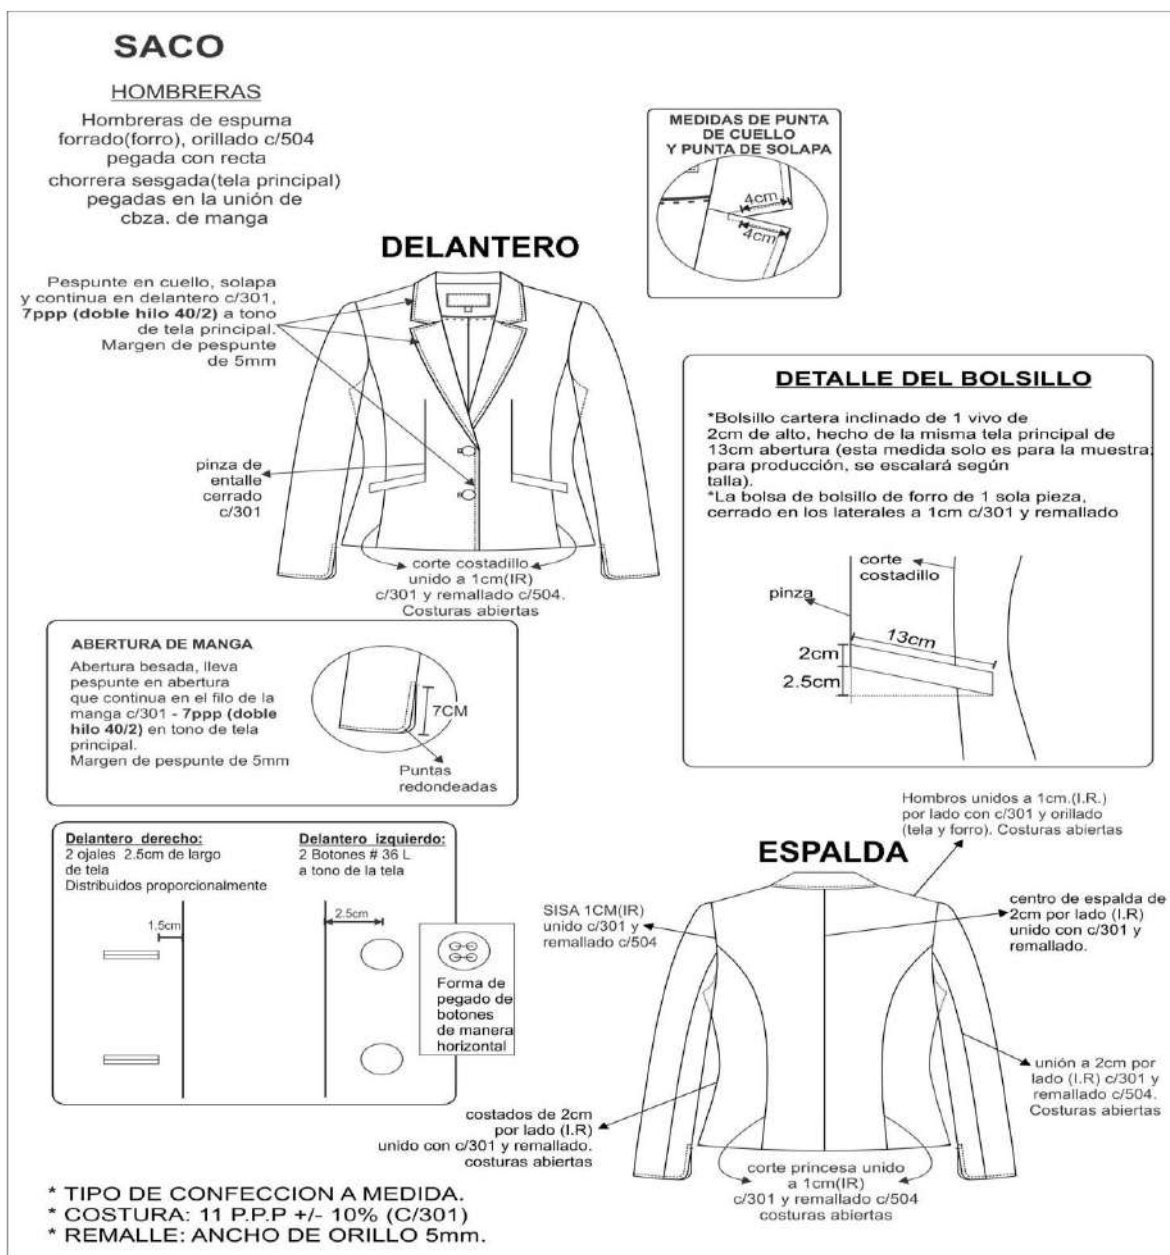 SACO
HOMBRERAS
Hombreras de espuma
forrado(forro), orillado c/504
pegada con recta
chorrera sesgada(tela principal)
pegadas en la unión de
cbza. de manga
MEDIDAS DE PUNTA
DE CUELLO
Y PUNTA DE SOLAPA
4cm
4cm
DELANTERO
Pespunte en cuello, solapa
y continua en delantero c/301,
7ppp (doble hilo 40/2) a tono
de tela principal.
Margen de pespunte
de 5mm
pinza de
entalle
cerrado
c/301
corte costadillo
unido a 1cm(IR)
c/301 y remallado c/504.
Costuras abiertas
DETALLE DEL BOLSILLO
*Bolsillo cartera inclinado de 1 vivo de
2cm de alto, hecho de la misma tela principal de
13cm abertura (esta medida solo es para la muestra;
para producción, se escalará según
talla).
*La bolsa de bolsillo de forro de 1 sola pieza,
cerrado en los laterales a 1cm c/301 y remallado
corte
costadillo
pinza
13cm
2cm
2.5cm
ABERTURA DE MANGA
Abertura besada, lleva
pespunte en abertura
que continua en el filo de la
manga c/301 - 7ppp (doble
hilo 40/2) en tono de tela
principal.
Margen de pespunte de 5mm
7CM
Puntas
redondeadas
Delantero derecho:
2 ojales 2.5cm de largo
de tela
Distribuidos proporcionalmente
1.5cm
Delantero izquierdo:
2 Botones # 36 L
a tono de la tela
2.5cm
Forma de
pegado de
botones
de manera
horizontal
ESPALDA
Hombros unidos a 1cm.(I.R.)
por lado con c/301 y orillado
(tela y forro). Costuras abiertas
SISA 1CM(IR)
unido c/301 y
remallado c/504
centro de espalda de
2cm por lado (I.R)
unido con c/301 y
remallado.
unión a 2cm por
lado (I.R) c/301 y
remallado c/504.
Costuras abiertas
costados de 2cm
por lado (I.R)
unido con c/301 y remallado.
costuras abiertas
corte princesa unido
a 1cm(IR)
c/301 y remallado c/504
costuras abiertas
* TIPO DE CONFECCION A MEDIDA.
* COSTURA: 11 P.P.P +/- 10% (C/301)
* REMALLE: ANCHO DE ORILLO 5mm.